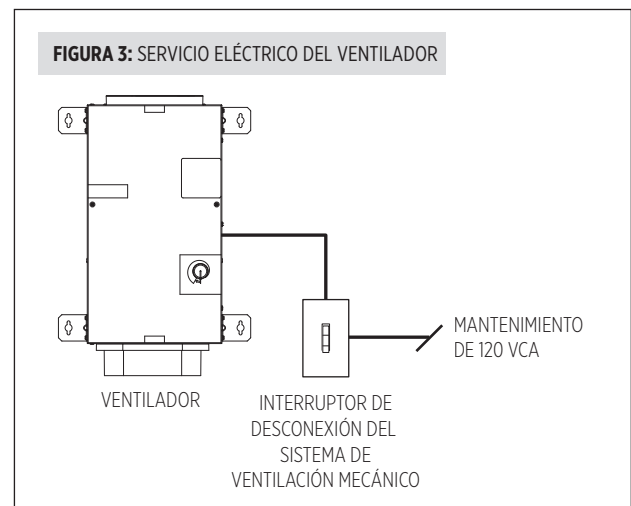 FIGURA 3: SERVICIO ELÉCTRICO DEL VENTILADOR
MANTENIMIENTO
DE 120 VCA
VENTILADOR
INTERRUPTOR DE
DESCONEXIÓN DEL
SISTEMA DE
VENTILACIÓN MECÁNICO